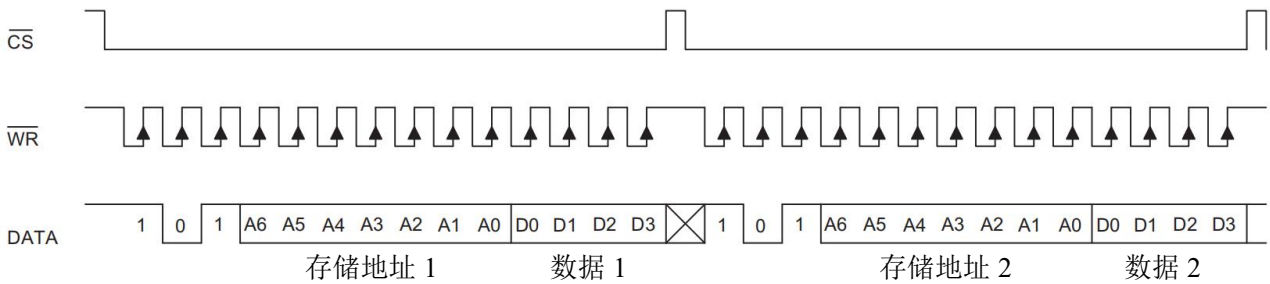 CS
WR
DATA 1 0 1 A6 A5 A4 A3 A2 A1 A0 D0 D1 D2 D3 1 0 1 A6 A5 A4 A3 A2 A1 A0 D0 D1 D2 D3
存储地址 1 数据 1 存储地址 2 数据 2